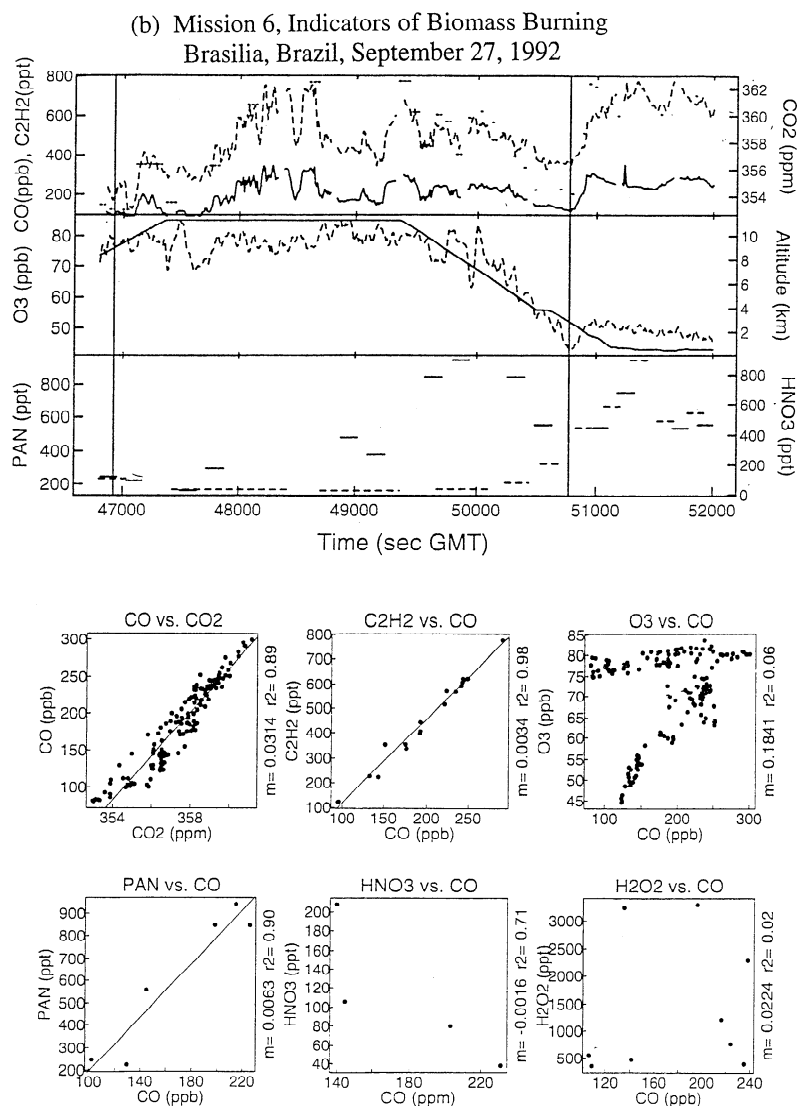 (b) Mission 6, Indicators of Biomass Burning
Brasilia, Brazil, September 27, 1992
CO(ppb), C2H2(ppt)
800
600
400
200
CO2 (ppm)
362
360
358
356
354
O3 (ppb)
80
70
60
50
Altitude (km)
10
8
6
4
2
PAN (ppt)
800
600
400
200
HNO3 (ppt)
800
600
400
200
0
47000 48000 49000 50000 51000 52000
Time (sec GMT)
CO vs. CO2
CO (ppb)
300
250
200
150
100
354 358
CO2 (ppm)
m= 0.0314 r2= 0.89
C2H2 vs. CO
C2H2 (ppt)
800
700
600
500
400
300
200
100
100 150 200 250 300
CO (ppb)
m= 0.0034 r2= 0.98
O3 vs. CO
O3 (ppb)
85
80
75
70
65
60
55
50
45
100 200 300
CO (ppb)
m= 0.1841 r2= 0.06
PAN vs. CO
PAN (ppt)
900
800
700
600
500
400
300
200
100 140 180 220
CO (ppb)
m= 0.0063 r2= 0.90
HNO3 vs. CO
HNO3 (ppt)
200
180
160
140
120
100
80
60
40
140 180 220
CO (ppm)
m= -0.0016 r2= 0.71
H2O2 vs. CO
H2O2 (ppt)
3000
2500
2000
1500
1000
500
120 160 200 240
CO (ppb)
m= 0.0224 r2= 0.02